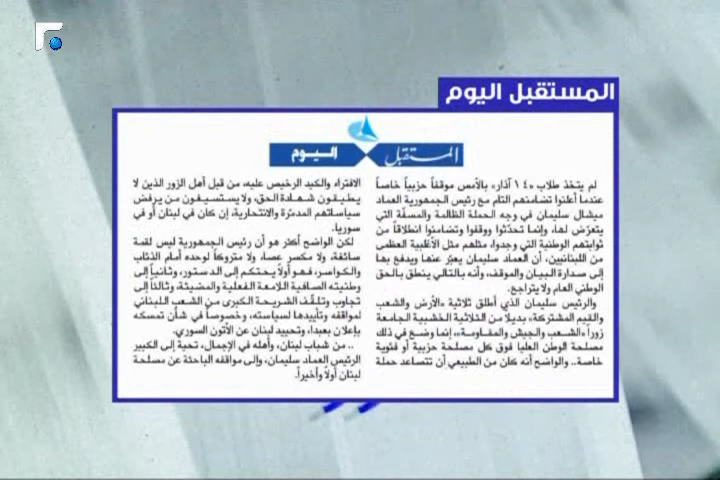 المستقبل اليوم
المستقبل اليوم
لم يتخذ طلاب «١٤ آذار» بالأمس موقفاً حزبياً خاصاً
عندما أعلنوا تضامنهم التام مع رئيس الجمهورية العماد
ميشال سليمان في وجه الحملة الظالمة والمسفّة التي
يتعرّض لها، وإنما تحدّثوا ووقفوا وتضامنوا انطلاقاً من
ثوابتهم الوطنية التي وجدوا، مثلهم مثل الأغلبية العظمى
من اللبنانيين، أن العماد سليمان يعبّر عنها ويدفع بها
إلى صدارة البيان والموقف، وأنه بالتالي ينطق بالحق
الوطني العام ولا يتراجع.
والرئيس سليمان الذي أطلق ثلاثية «الأرض والشعب
والقيم المشتركة» بديلاً من الثلاثية الخشبية الجامعة
زوراً «الشعب والجيش والمقاومة»، إنما وضع في ذلك
مصلحة الوطن العليا فوق كل مصلحة حزبية أو فئوية
خاصة.. والواضح أنه كان من الطبيعي أن تتصاعد حملة
الافتراء والكيد الرخيص عليه، من قبل أهل الزور الذين لا
يطيقون شهادة الحق، ولا يستسيغون من يرفض
سياساتهم المدمّرة والانتحارية، إن كان في لبنان أو في
سوريا.
لكن الواضح أكثر هو أن رئيس الجمهورية ليس لقمة
سائغة، ولا مكسر عصا، ولا متروكاً لوحده أمام الذئاب
والكواسر، فهو أولاً يحتكم إلى الدستور، وثانياً إلى
وطنيته الصافية اللامعة الفعلية والمضيئة، وثالثاً إلى
تجاوب وتلقّف الشريحة الكبرى من الشعب اللبناني
لمواقفه وتأييدها لسياسته، وخصوصاً في شأن تمسكه
بإعلان بعبدا، وتحييد لبنان عن الأتون السوري.
.. من شباب لبنان، وأهله في الإجمال، تحية إلى الكبير
الرئيس العماد سليمان، وإلى مواقفه الباحثة عن مصلحة
لبنان أولاً وأخيراً.